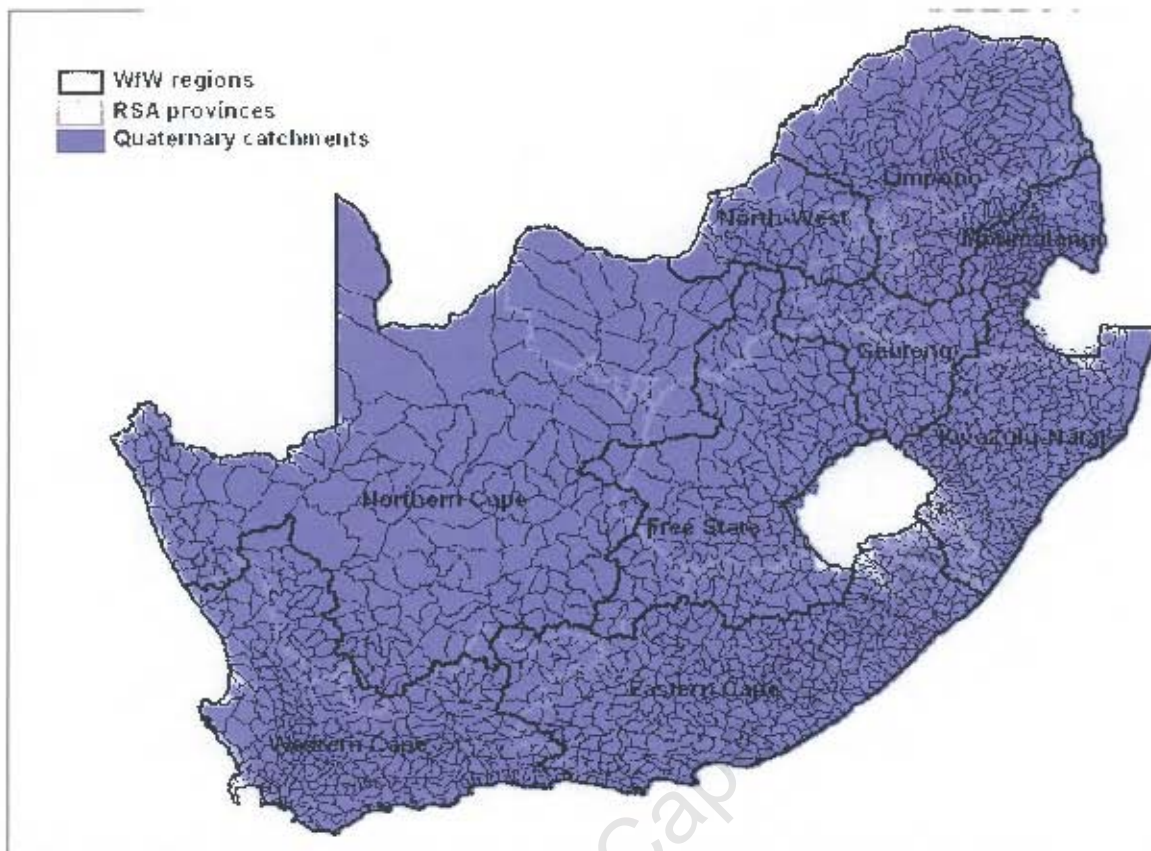 WfW regions
RSA provinces
Quaternary catchments
Limpopo
North-West
Mpumalanga
Gauteng
KwaZulu-Natal
Northern Cape
Free State
Eastern Cape
Western Cape
Cap